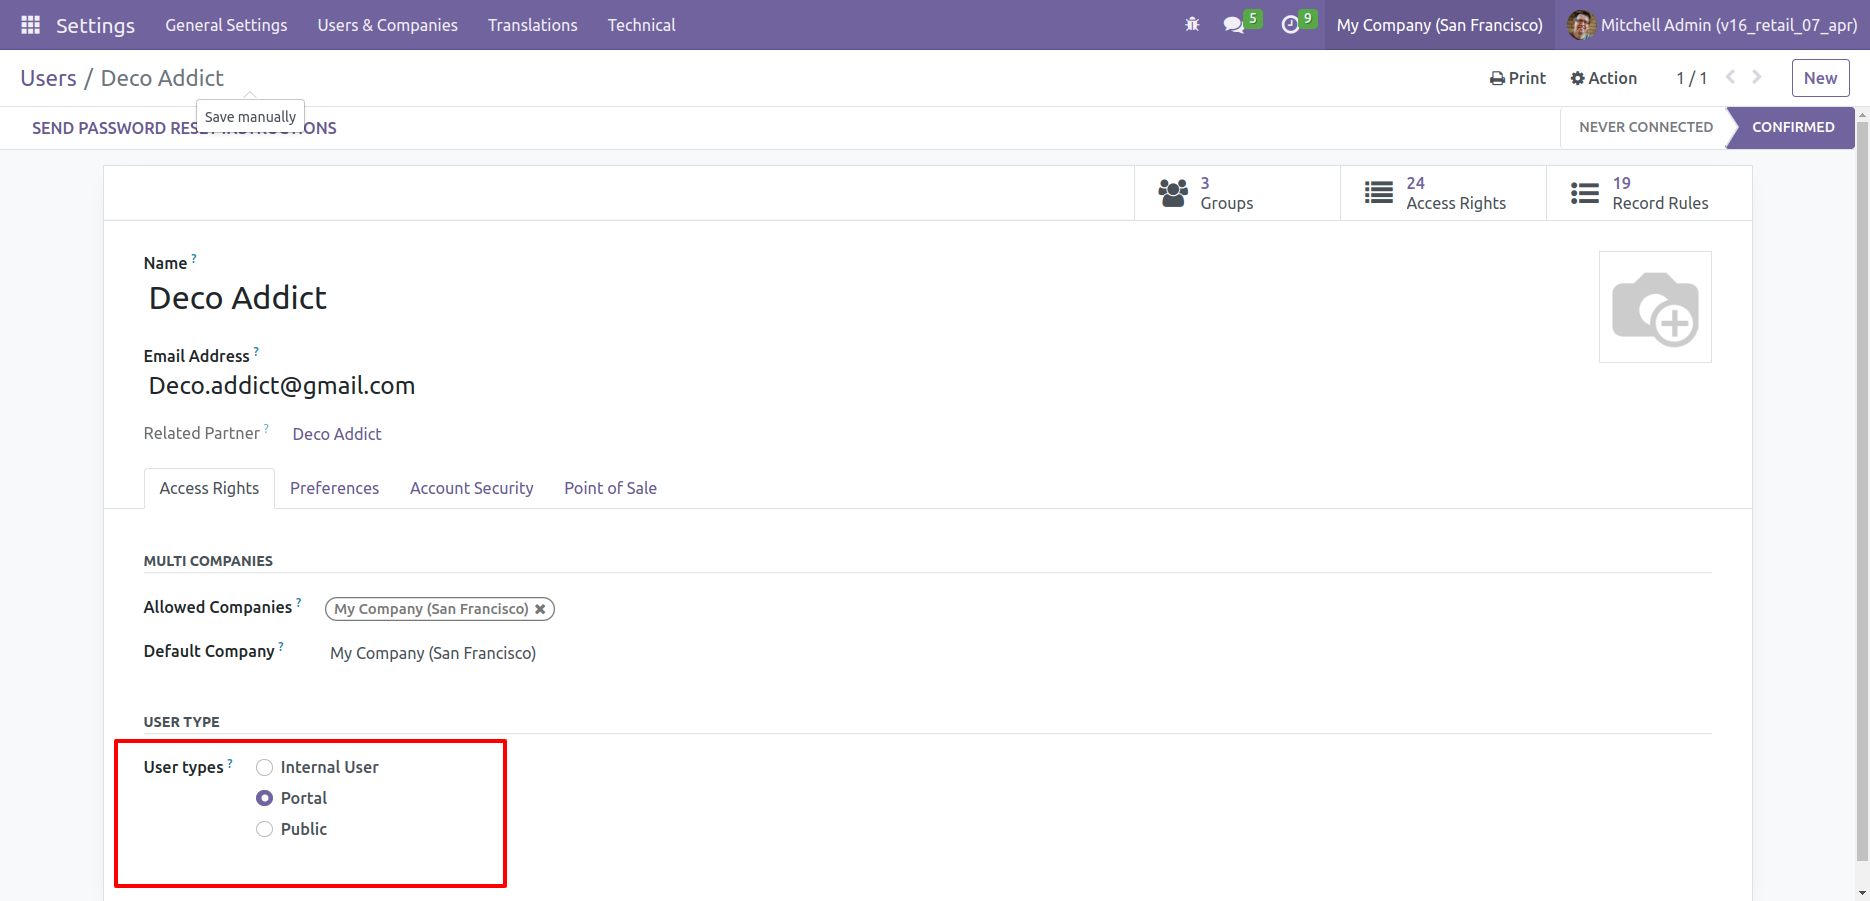 Settings General Settings Users & Companies Translations Technical 5 9 My Company (San Francisco) Mitchell Admin (v16_retail_07_apr)
Users / Deco Addict Print Action 1 / 1 New
Save manually
SEND PASSWORD RESET INSTRUCTIONS NEVER CONNECTED CONFIRMED
3 Groups
24 Access Rights
19 Record Rules
Name ?
Deco Addict
Email Address ?
Deco.addict@gmail.com
Related Partner ? Deco Addict
Access Rights Preferences Account Security Point of Sale
MULTI COMPANIES
Allowed Companies ? My Company (San Francisco) ✖
Default Company ? My Company (San Francisco)
USER TYPE
User types ? Internal User
Portal
Public